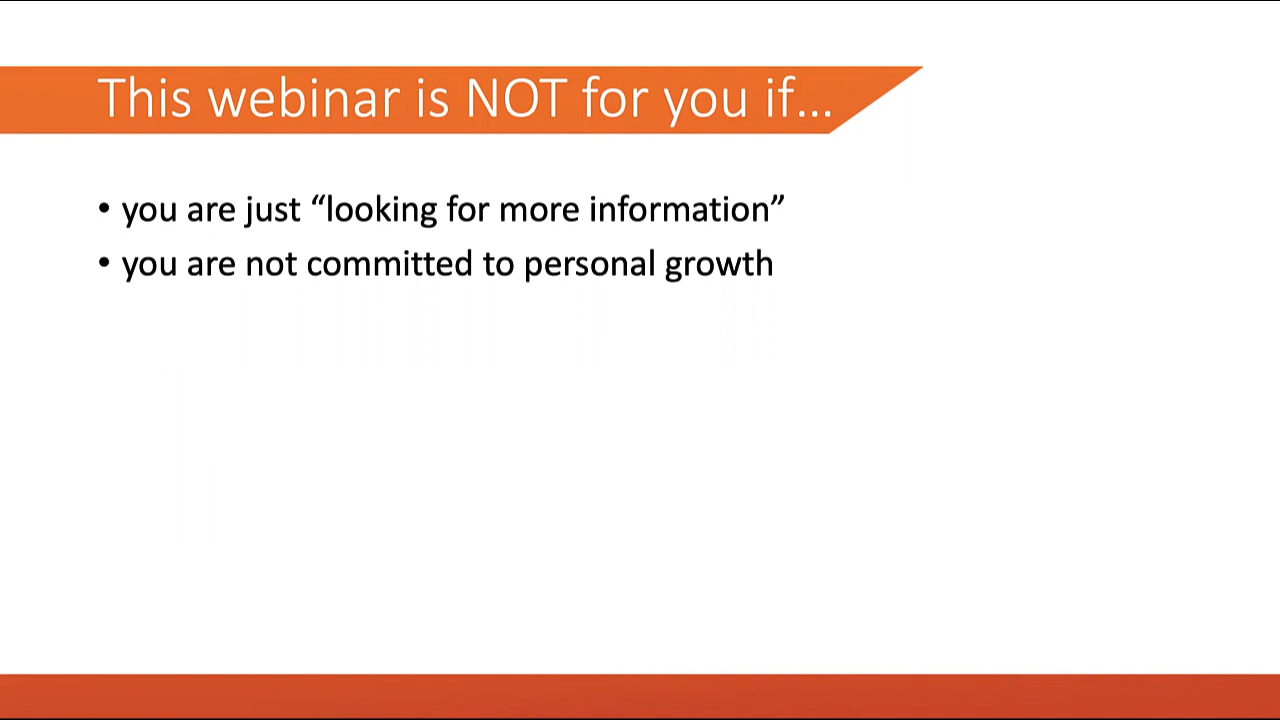 This webinar is NOT for you if...
• you are just “looking for more information”
• you are not committed to personal growth